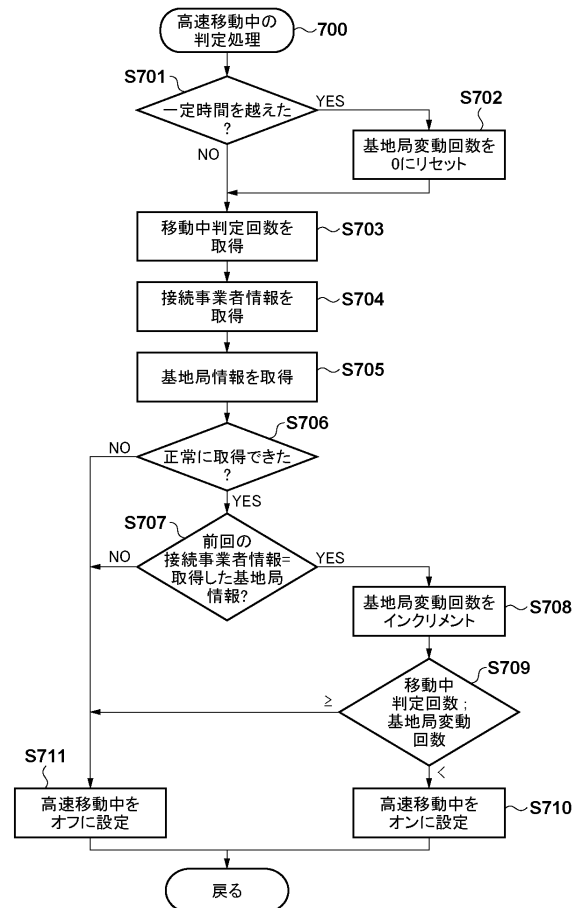 高速移動中の
判定処理
700
S701
一定時間を越えた
?
YES
NO
S702
基地局変動回数を
0にリセット
移動中判定回数を
取得
S703
接続事業者情報を
取得
S704
基地局情報を取得
S705
S706
正常に取得できた
?
NO
YES
S707
前回の
接続事業者情報=
取得した基地局
情報?
NO
YES
基地局変動回数を
インクリメント
S708
S709
移動中
判定回数;
基地局変動
回数
≥
<
S711
高速移動中を
オフに設定
高速移動中を
オンに設定
S710
戻る